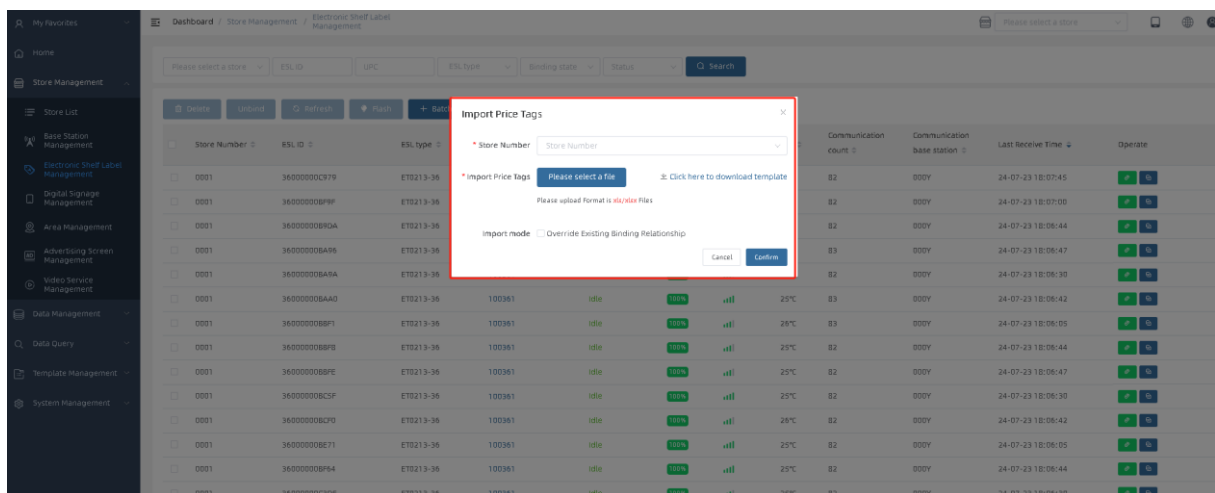 My Favorites
Dashboard / Store Management / Electronic Shelf Label Management
Please select a store
Home
Store Management
Please select a store
ESL ID
UPC
ESL type
Binding state
Status
Search
Store List
Base Station Management
Electronic Shelf Label Management
Digital Signage Management
Area Management
Advertising Screen Management
Video Service Management
Data Management
Data Query
Template Management
System Management
Delete
Unbind
Refresh
Flash
+ Batc
Import Price Tags
* Store Number
Store Number
* Import Price Tags
Please select a file
Click here to download template
Please upload Format is xls/xlsx Files
Import mode
Override Existing Binding Relationship
Cancel
Confirm
Store Number
ESL ID
ESL type
Communication count
Communication base station
Last Receive Time
Operate
0001 36000000C979 ET0213-36 82 000Y 24-07-23 18:07:45
0001 ET0213-36 82 000Y 24-07-23 18:07:00
0001 ET0213-36 82 000Y 24-07-23 18:06:44
0001 ET0213-36 83 000Y 24-07-23 18:06:47
0001 ET0213-36 82 000Y 24-07-23 18:06:30
0001 36000000BAA0 ET0213-36 100361 Idle 100% 25℃ 83 000Y 24-07-23 18:06:42
0001 36000000BBF1 ET0213-36 100361 Idle 100% 26℃ 83 000Y 24-07-23 18:06:05
0001 ET0213-36 100361 Idle 100% 25℃ 82 000Y 24-07-23 18:06:44
0001 36000000BBFE ET0213-36 100361 Idle 100% 25℃ 82 000Y 24-07-23 18:06:47
0001 36000000BC5F ET0213-36 100361 Idle 100% 25℃ 82 000Y 24-07-23 18:06:30
0001 36000000BCF0 ET0213-36 100361 Idle 100% 26℃ 82 000Y 24-07-23 18:06:42
0001 36000000BE71 ET0213-36 100361 Idle 100% 25℃ 82 000Y 24-07-23 18:06:05
0001 36000000BF64 ET0213-36 100361 Idle 100% 25℃ 82 000Y 24-07-23 18:06:44